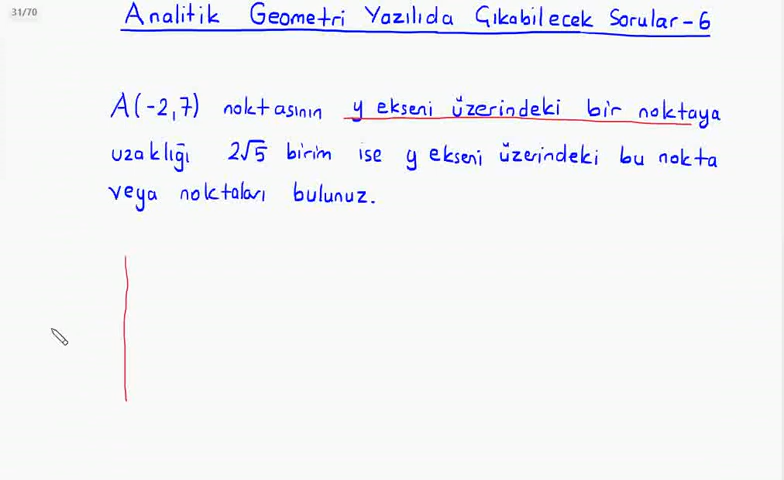 31/70
Analitik Geometri Yazılıda Çıkabilecek Sorular-6
A(-2,7) noktasının y ekseni üzerindeki bir noktaya
uzaklığı 2√5 birim ise y ekseni üzerindeki bu nokta
veya noktaları bulunuz.